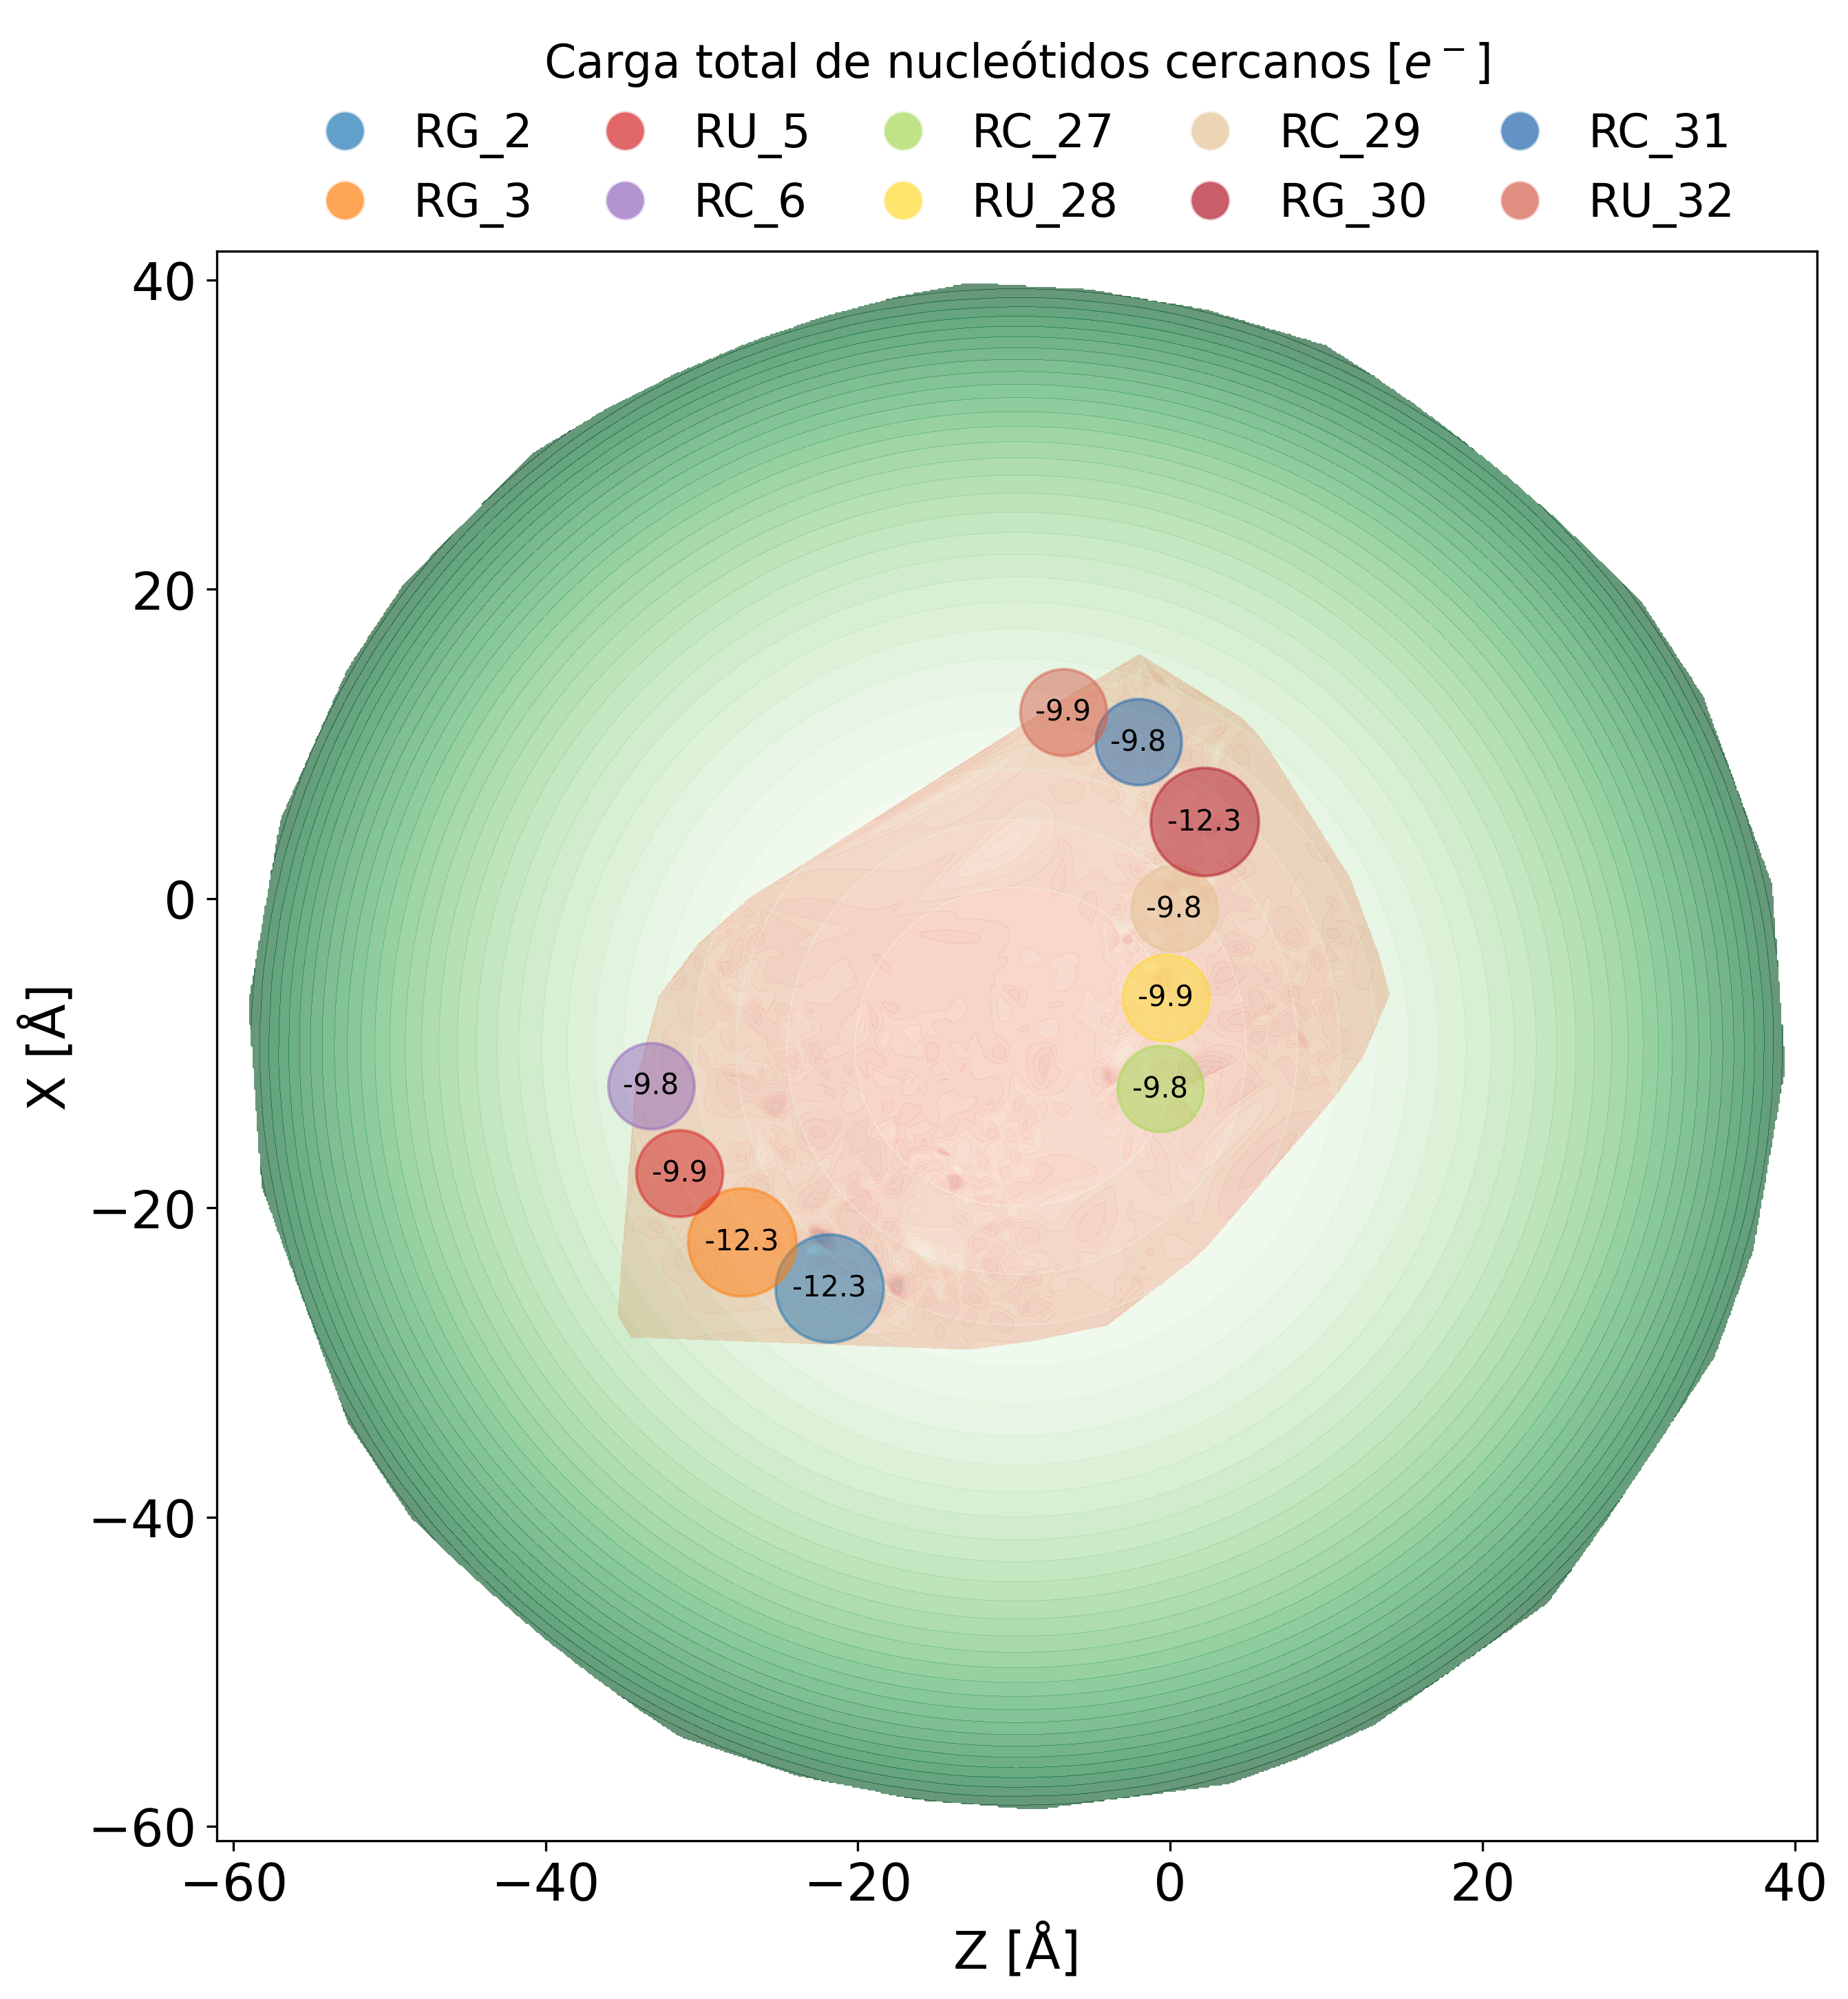 Carga total de nucleótidos cercanos [e⁻]
RG_2 RU_5 RC_27 RC_29 RC_31
RG_3 RC_6 RU_28 RG_30 RU_32
40
20
0
−20
−40
−60
X [Å]
-9.9
-9.8
-12.3
-9.8
-9.9
-9.8
-9.8
-9.9
-12.3
-12.3
−60 −40 −20 0 20 40
Z [Å]